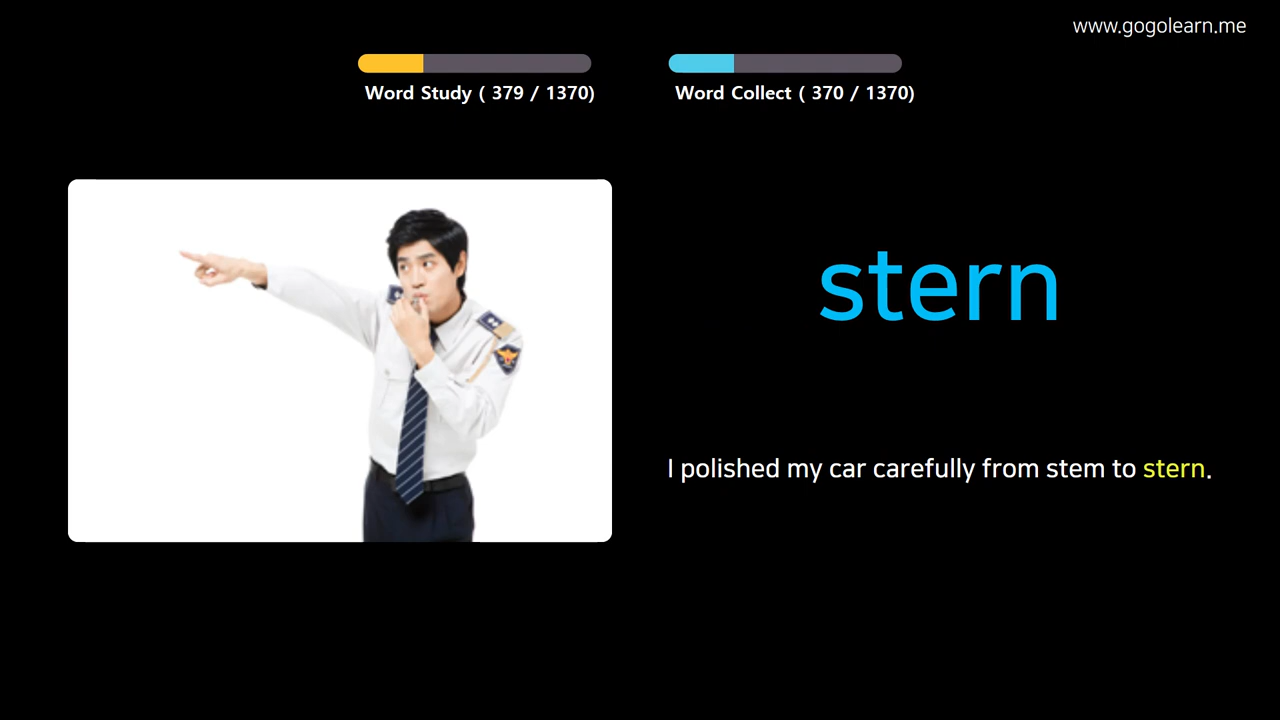 www.gogolearn.me
Word Study ( 379 / 1370)
Word Collect ( 370 / 1370)
stern
I polished my car carefully from stem to stern.